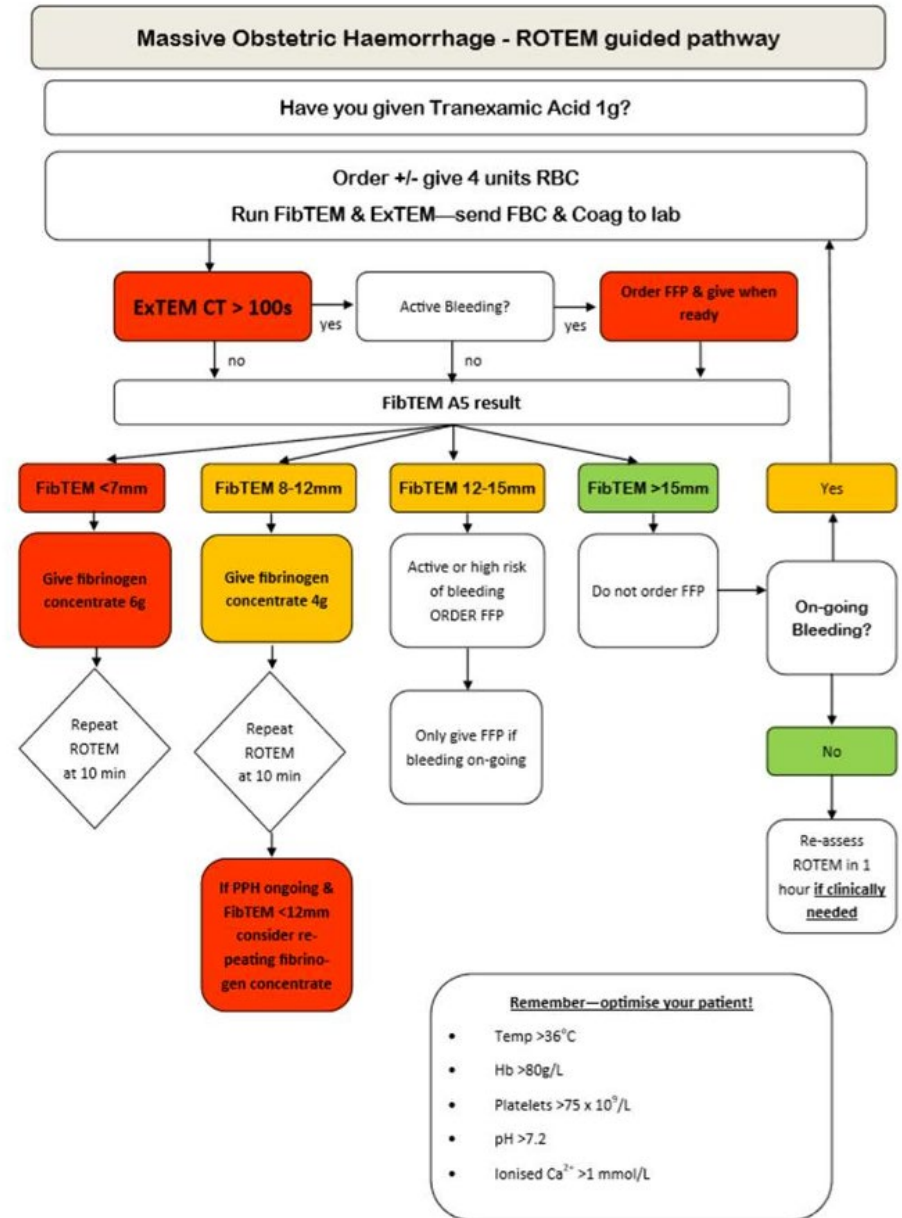 Massive Obstetric Haemorrhage - ROTEM guided pathway
Have you given Tranexamic Acid 1g?
Order +/- give 4 units RBC
Run FibTEM & ExTEM—send FBC & Coag to lab
ExTEM CT > 100s
yes
Active Bleeding?
yes
Order FFP & give when
ready
no
no
FibTEM A5 result
FibTEM <7mm
FibTEM 8-12mm
FibTEM 12-15mm
FibTEM >15mm
Yes
Give fibrinogen
concentrate 6g
Give fibrinogen
concentrate 4g
Active or high risk
of bleeding
ORDER FFP
Do not order FFP
On-going
Bleeding?
Repeat
ROTEM
at 10 min
Repeat
ROTEM
at 10 min
Only give FFP if
bleeding on-going
No
If PPH ongoing &
FibTEM <12mm
consider re-
peating fibrino-
gen concentrate
Re-assess
ROTEM in 1
hour if clinically
needed
Remember—optimise your patient!
• Temp >36°C
• Hb >80g/L
• Platelets >75 x 10⁹/L
• pH >7.2
• Ionised Ca²⁺ >1 mmol/L